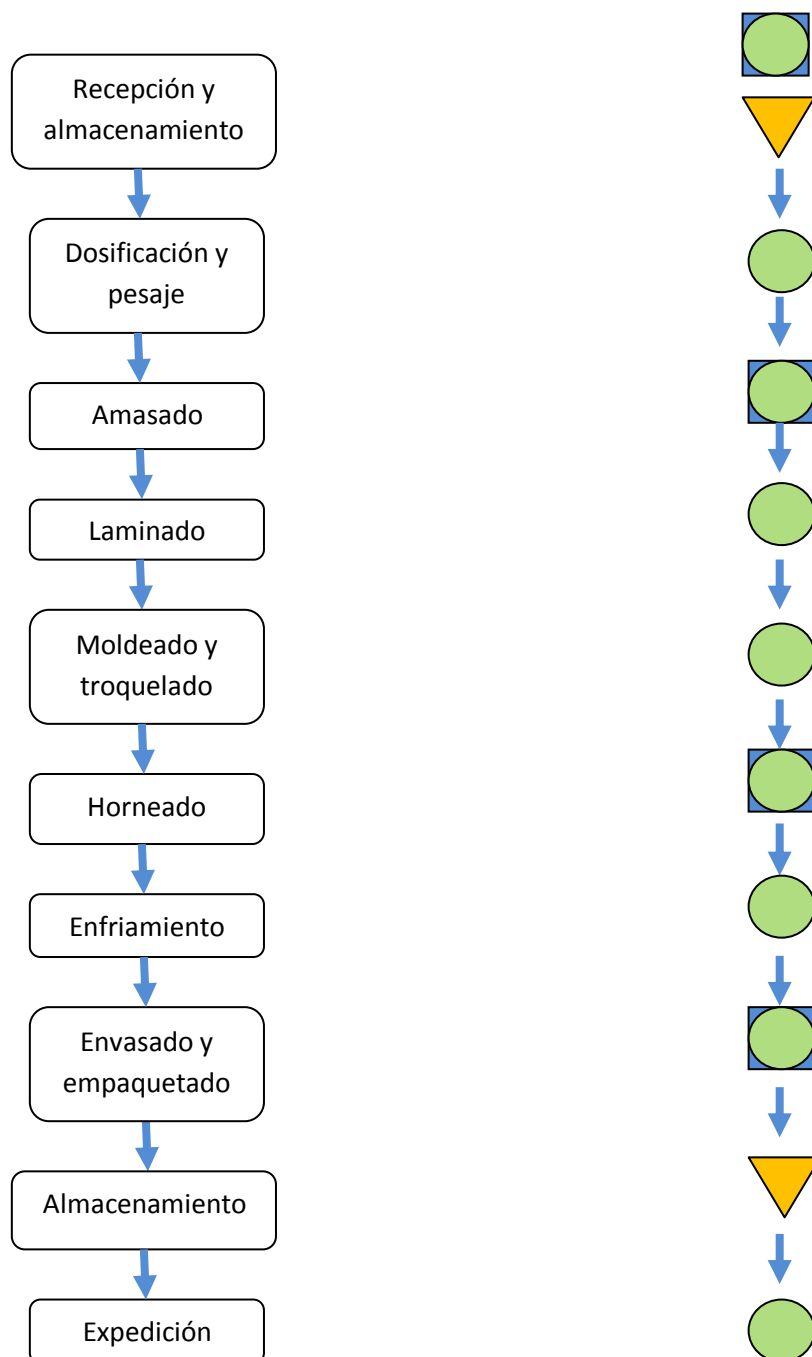 Recepción y
almacenamiento
Dosificación y
pesaje
Amasado
Laminado
Moldeado y
troquelado
Horneado
Enfriamiento
Envasado y
empaquetado
Almacenamiento
Expedición